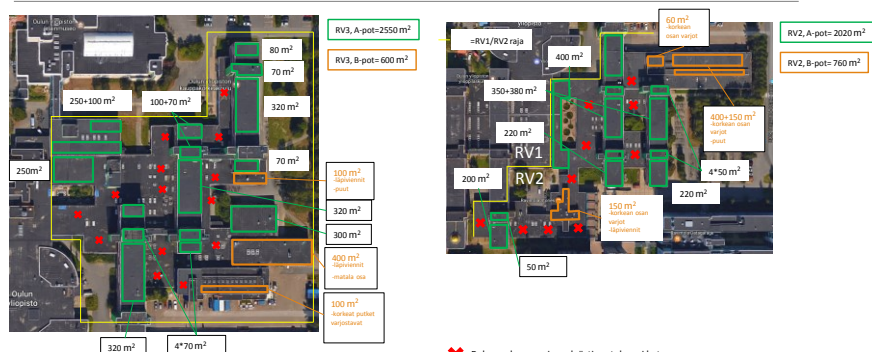 80 m²
70 m²
320 m²
250+100 m²
100+70 m²
250m²
70 m²
100 m²
-läpiviennit
-puut
320 m²
300 m²
400 m²
-läpiviennit
-matala osa
100 m²
-korkeat putket
varjostavat
320 m²
4*70 m²
Oulun
yliopisto
RV3, A-pot=2550 m²
RV3, B-pot= 600 m²
=RV1/RV2 raja
60 m²
-korkean
osan varjot
400 m²
350+380 m²
220 m²
RV1
RV2
200 m²
50 m²
400+150 m²
-korkean osan
varjot
-puut
4*50 m²
220 m²
150 m²
-korkean osan
varjot
-läpiviennit
RV2, A-pot= 2020 m²
RV2, B-pot= 760 m²